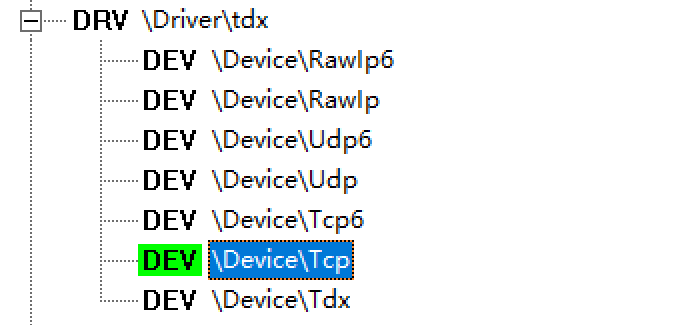 DRV \Driver\tdx
DEV \Device\RawIp6
DEV \Device\RawIp
DEV \Device\Udp6
DEV \Device\Udp
DEV \Device\Tcp6
DEV \Device\Tcp
DEV \Device\Tdx